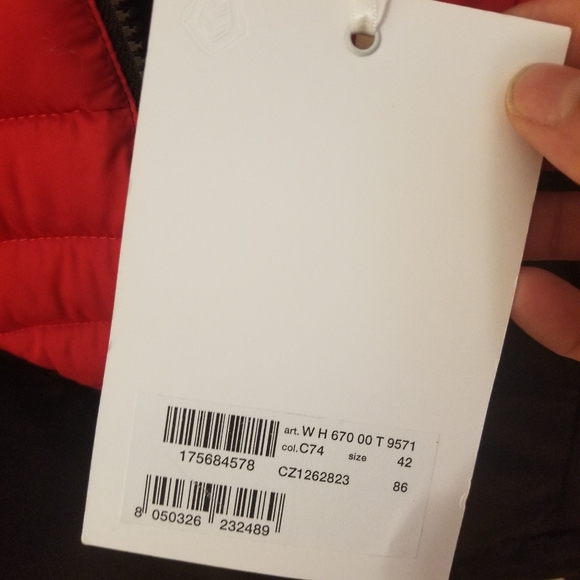 art. W H 670 00 T 9571
col. C74 size 42
175684578 CZ1262823 86
8 050326 232489